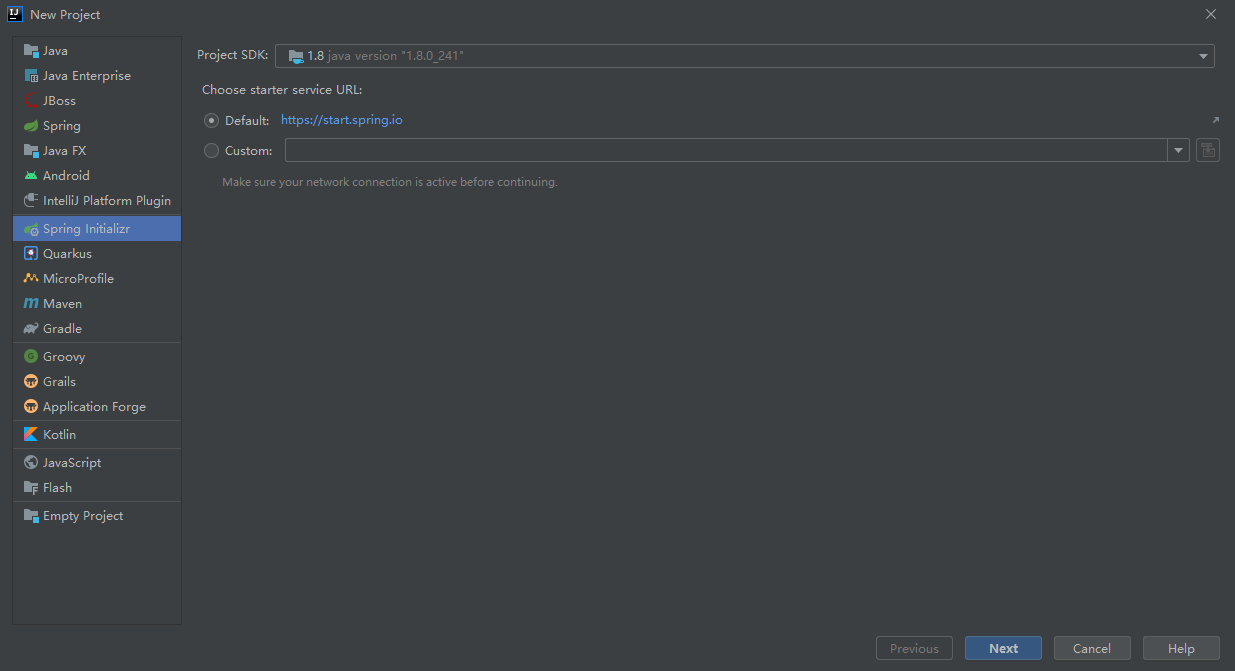 New Project
Java
Java Enterprise
JBoss
Spring
Java FX
Android
IntelliJ Platform Plugin
Spring Initializr
Quarkus
MicroProfile
Maven
Gradle
Groovy
Grails
Application Forge
Kotlin
JavaScript
Flash
Empty Project
Project SDK: 1.8 java version "1.8.0_241"
Choose starter service URL:
Default: https://start.spring.io
Custom:
Make sure your network connection is active before continuing.
Previous Next Cancel Help